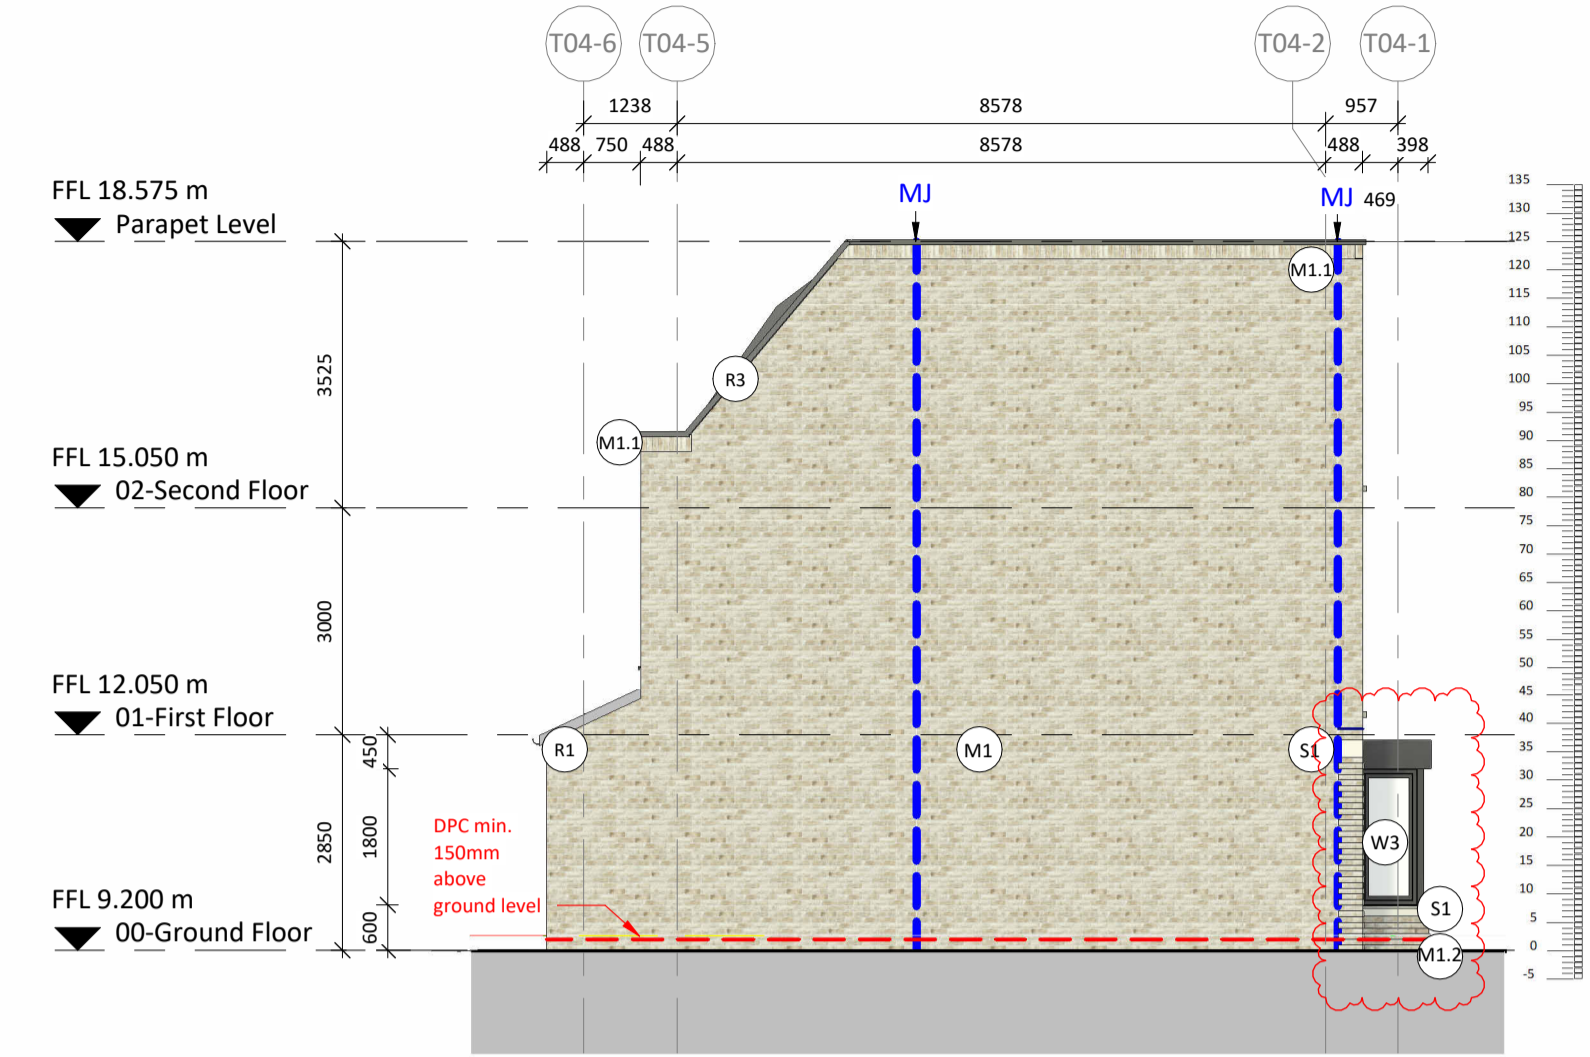 T04-6 T04-5 T04-2 T04-1
1238 8578 957
488 750 488 8578 488 398
469
MJ MJ
FFL 18.575 m
Parapet Level
FFL 15.050 m
02-Second Floor
FFL 12.050 m
01-First Floor
FFL 9.200 m
00-Ground Floor
3525
3000
2850
450
1800
600
M1.1
R3
M1.1
R1
M1
S1
W3
S1
M1.2
DPC min.
150mm
above
ground level
135
130
125
120
115
110
105
100
95
90
85
80
75
70
65
60
55
50
45
40
35
30
25
20
15
10
5
0
-5